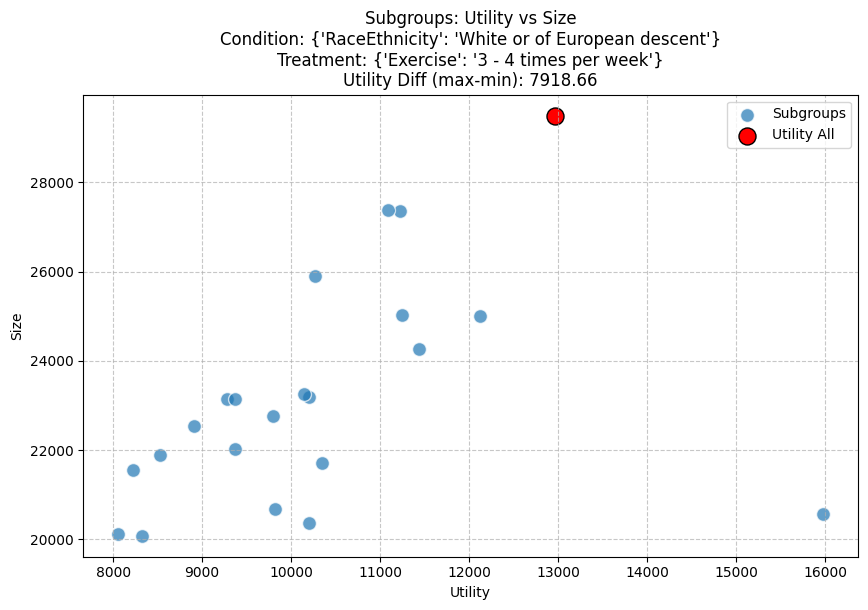 Subgroups: Utility vs Size
Condition: {'RaceEthnicity': 'White or of European descent'}
Treatment: {'Exercise': '3 - 4 times per week'}
Utility Diff (max-min): 7918.66
Subgroups
Utility All
Size
28000
26000
24000
22000
20000
8000 9000 10000 11000 12000 13000 14000 15000 16000
Utility